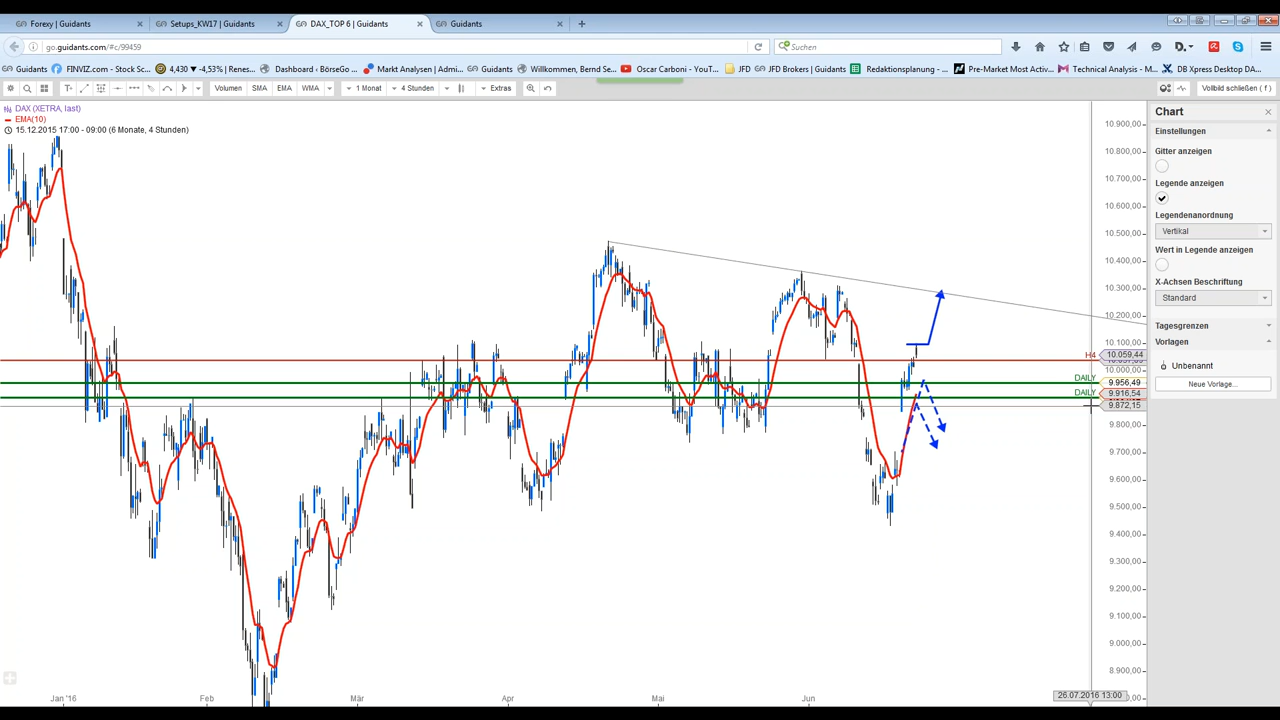 Forexy | Guidants
Setups_KW17 | Guidants
DAX_TOP 6 | Guidants
Guidants
go.guidants.com/#c/99459
Suchen
Guidants
FINVIZ.com - Stock Sc...
4,430 ▾ -4,53% | Renes...
Dashboard ‹ BörseGo ...
Markt Analysen | Admi...
Guidants
Willkommen, Bernd Se...
Oscar Carboni - YouT...
JFD
JFD Brokers | Guidants
Redaktionsplanung - ...
Pre-Market Most Activ...
Technical Analysis - M...
DB Xpress Desktop DA...
Volumen
SMA
EMA
WMA
1 Monat
4 Stunden
Extras
Vollbild schließen ( f )
DAX (XETRA, last)
EMA(10)
15.12.2015 17:00 - 09:00 (6 Monate, 4 Stunden)
10.900,00
10.800,00
10.700,00
10.600,00
10.500,00
10.400,00
10.300,00
10.200,00
10.100,00
H4
10.059,44
10.000,00
DAILY
9.956,49
DAILY
9.916,54
9.872,15
9.800,00
9.700,00
9.600,00
9.500,00
9.400,00
9.300,00
9.200,00
9.100,00
9.000,00
8.900,00
Jan '16
Feb
Mär
Apr
Mai
Jun
26.07.2016 13:00
Chart
Einstellungen
Gitter anzeigen
Legende anzeigen
Legendenanordnung
Vertikal
Wert in Legende anzeigen
X-Achsen Beschriftung
Standard
Tagesgrenzen
Vorlagen
Unbenannt
Neue Vorlage...